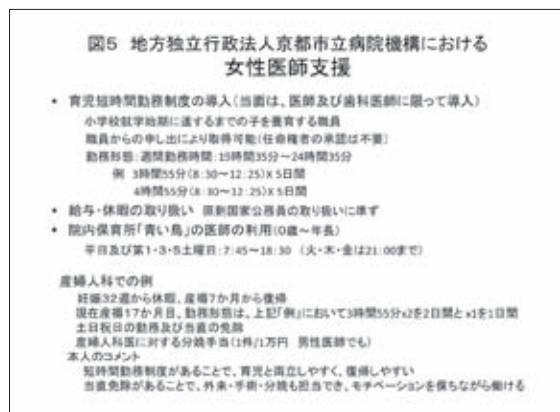 図5 地方独立行政法人京都市立病院機構における
女性医師支援
• 育児短時間勤務制度の導入(当面は、医師及び歯科医師に限って導入)
小学校就学始期に達するまでの子を養育する職員
職員からの申し出により取得可能(任命権者の承認は不要)
勤務形態:週間勤務時間:19時間35分~24時間35分
例 3時間55分(8:30~12:25)X5日間
4時間55分(8:30~12:25)X5日間
• 給与・休暇の取り扱い 原則国家公務員の取り扱いに準ず
• 院内保育所「青い鳥」の医師の利用(0歳~年長)
平日及び第1・3・5土曜日:7:45~18:30 (火・木・金は21:00まで)
産婦人科での例
妊娠32週から休暇、産褥7か月から復帰
現在産褥17か月目、勤務形態は、上記「例」において3時間55分x2を2日間と x1を1日間
土日祝日の勤務及び当直の免除
産婦人科医に対する分娩手当(1件/1万円 男性医師でも)
本人のコメント
短時間勤務制度があることで、育児と両立しやすく、復帰しやすい
当直免除があることで、外来・手術・分娩も担当でき、モチベーションを保ちながら働ける